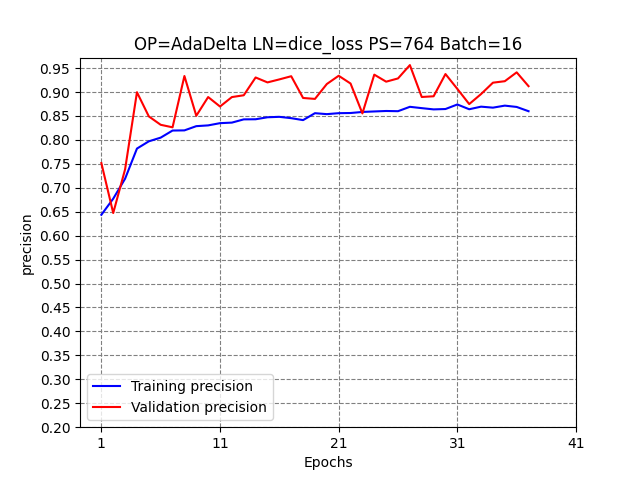 OP=AdaDelta LN=dice_loss PS=764 Batch=16
0.95
0.90
0.85
0.80
0.75
0.70
0.65
0.60
0.55
0.50
0.45
0.40
0.35
0.30
0.25
0.20
precision
Training precision
Validation precision
1 11 21 31 41
Epochs